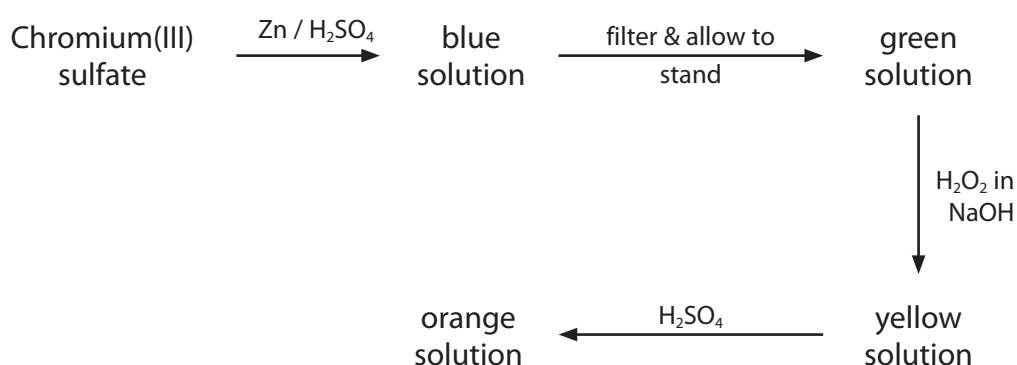 Chromium(III)
sulfate
Zn / H₂SO₄
blue
solution
filter & allow to
stand
green
solution
H₂O₂ in
NaOH
yellow
solution
H₂SO₄
orange
solution